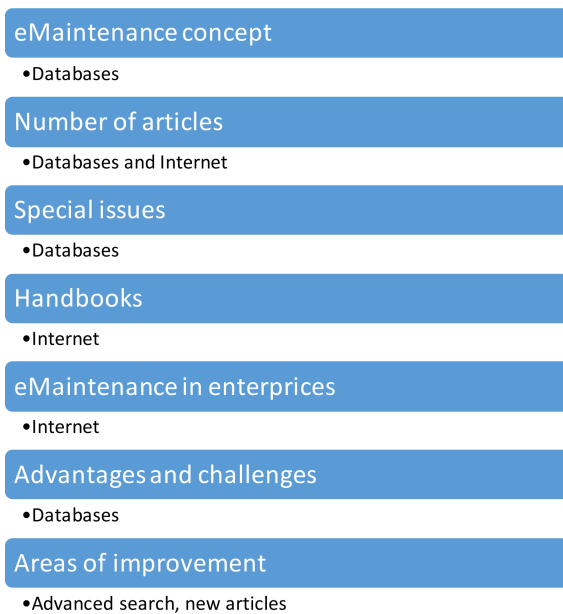 eMaintenance concept
•Databases
Number of articles
•Databases and Internet
Special issues
•Databases
Handbooks
•Internet
eMaintenance in enterprices
•Internet
Advantages and challenges
•Databases
Areas of improvement
•Advanced search, new articles